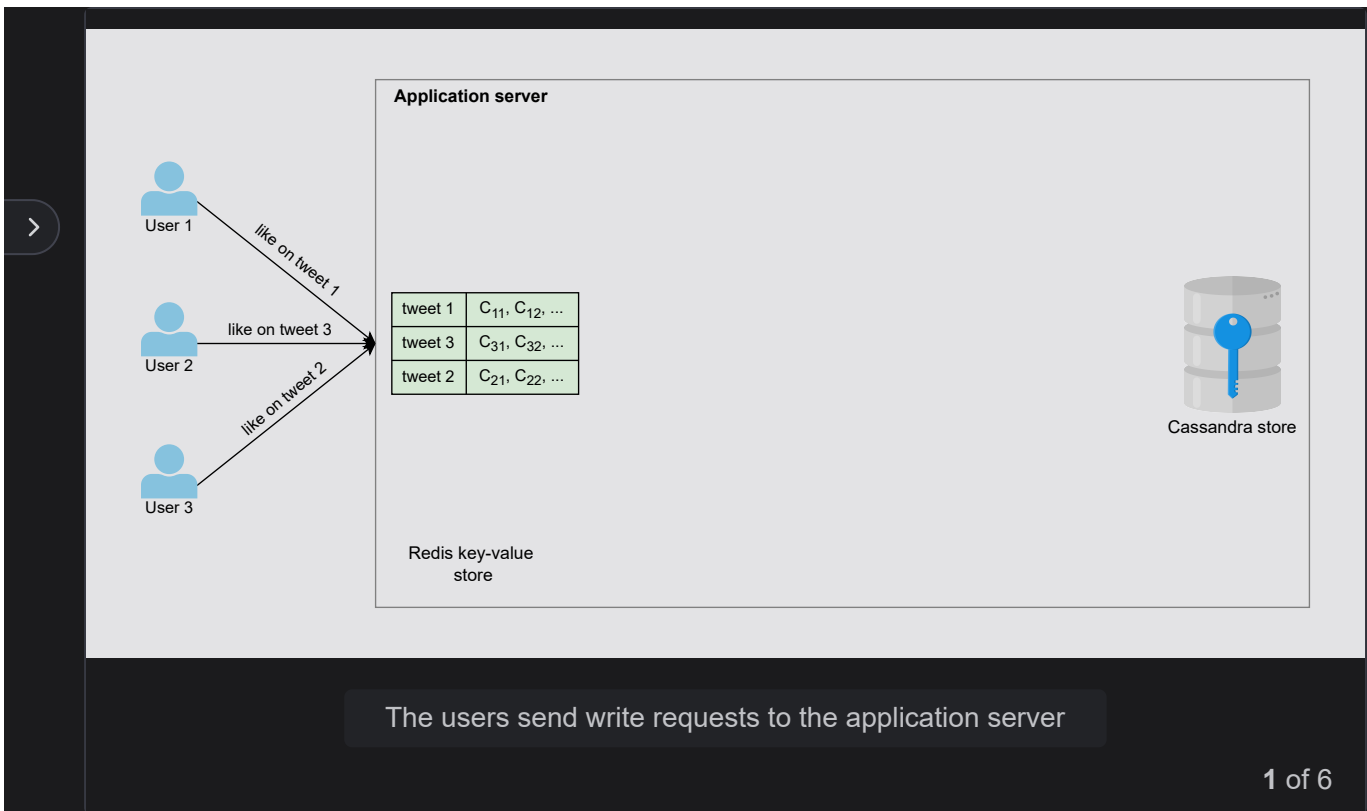 Application server
User 1
like on tweet 1
User 2
like on tweet 3
User 3
like on tweet 2
tweet 1 C11, C12, ...
tweet 3 C31, C32, ...
tweet 2 C21, C22, ...
Redis key-value
store
Cassandra store
The users send write requests to the application server
1 of 6